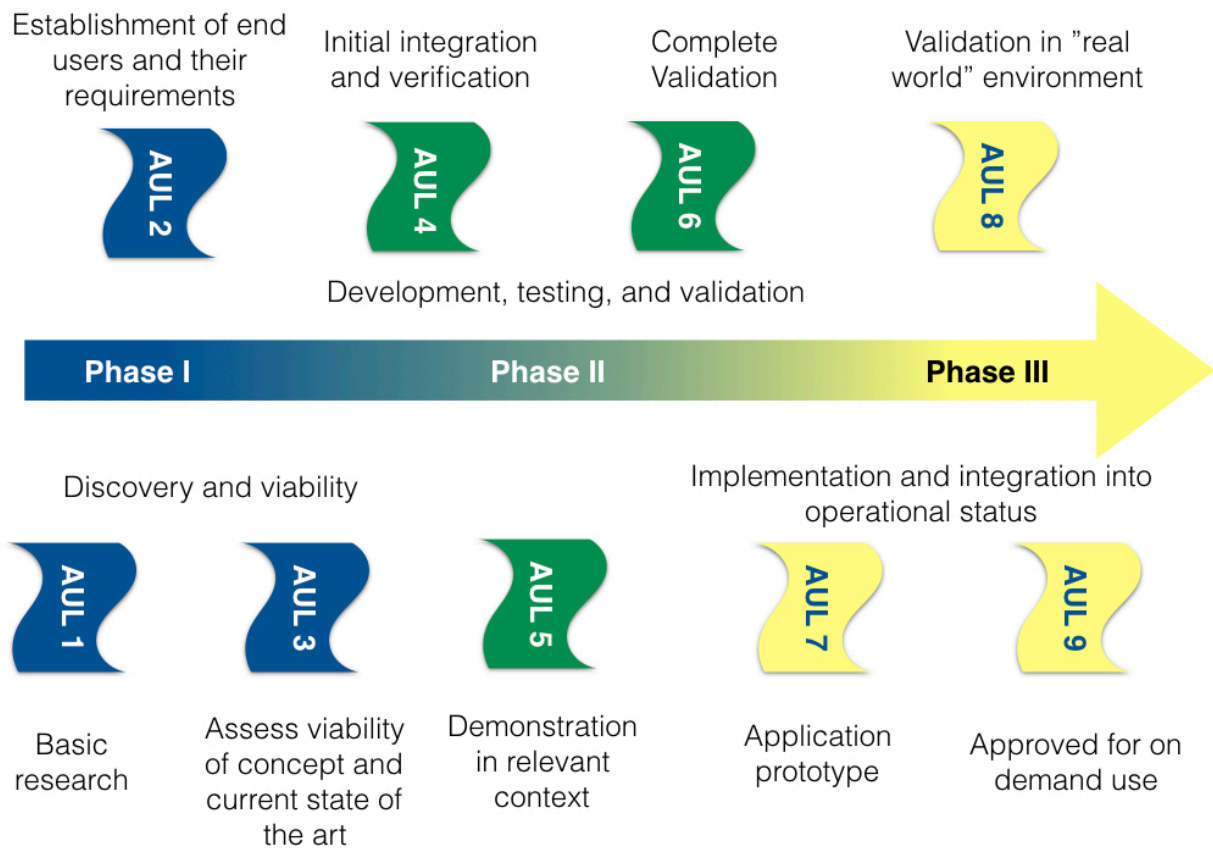 Establishment of end
users and their
requirements
Initial integration
and verification
Complete
Validation
Validation in ”real
world” environment
AUL 2
AUL 4
AUL 6
AUL 8
Development, testing, and validation
Phase I
Phase II
Phase III
Discovery and viability
Implementation and integration into
operational status
AUL 1
AUL 3
AUL 5
AUL 7
AUL 9
Basic
research
Assess viability
of concept and
current state of
the art
Demonstration
in relevant
context
Application
prototype
Approved for on
demand use